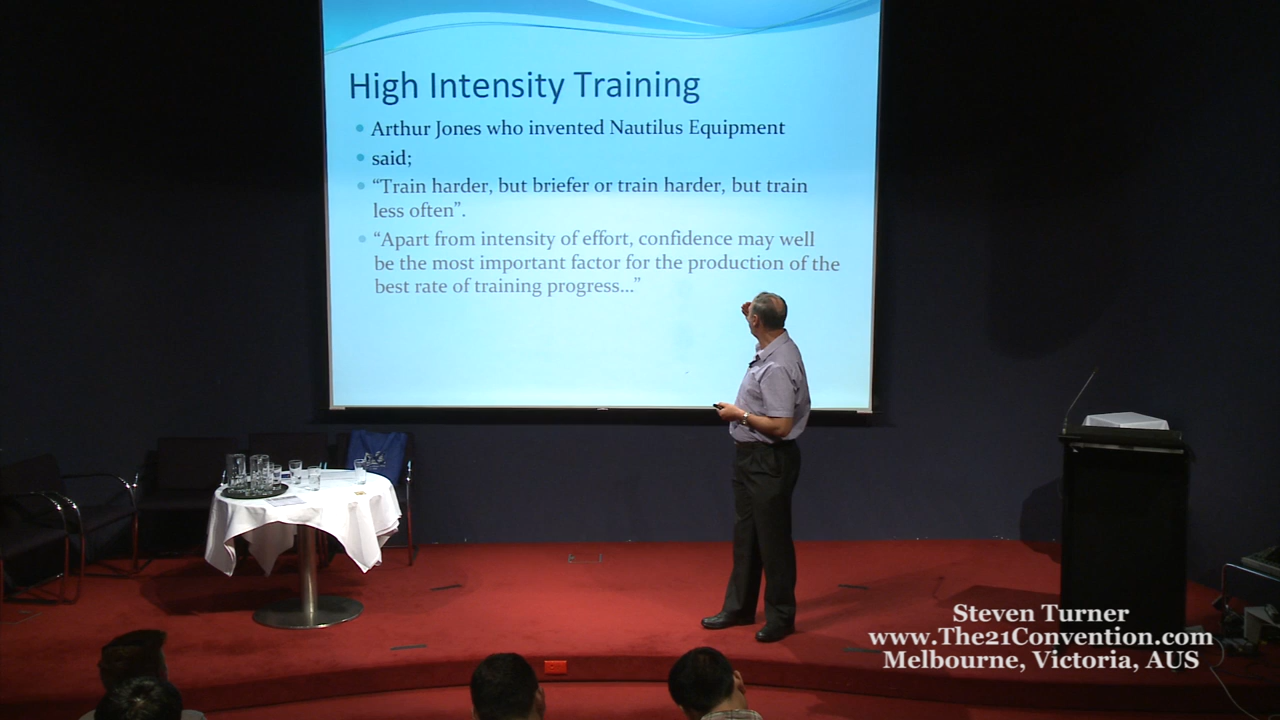 High Intensity Training
Arthur Jones who invented Nautilus Equipment
said;
“Train harder, but briefer or train harder, but train
less often”.
“Apart from intensity of effort, confidence may well
be the most important factor for the production of the
best rate of training progress...”
Steven Turner
www.The21Convention.com
Melbourne, Victoria, AUS